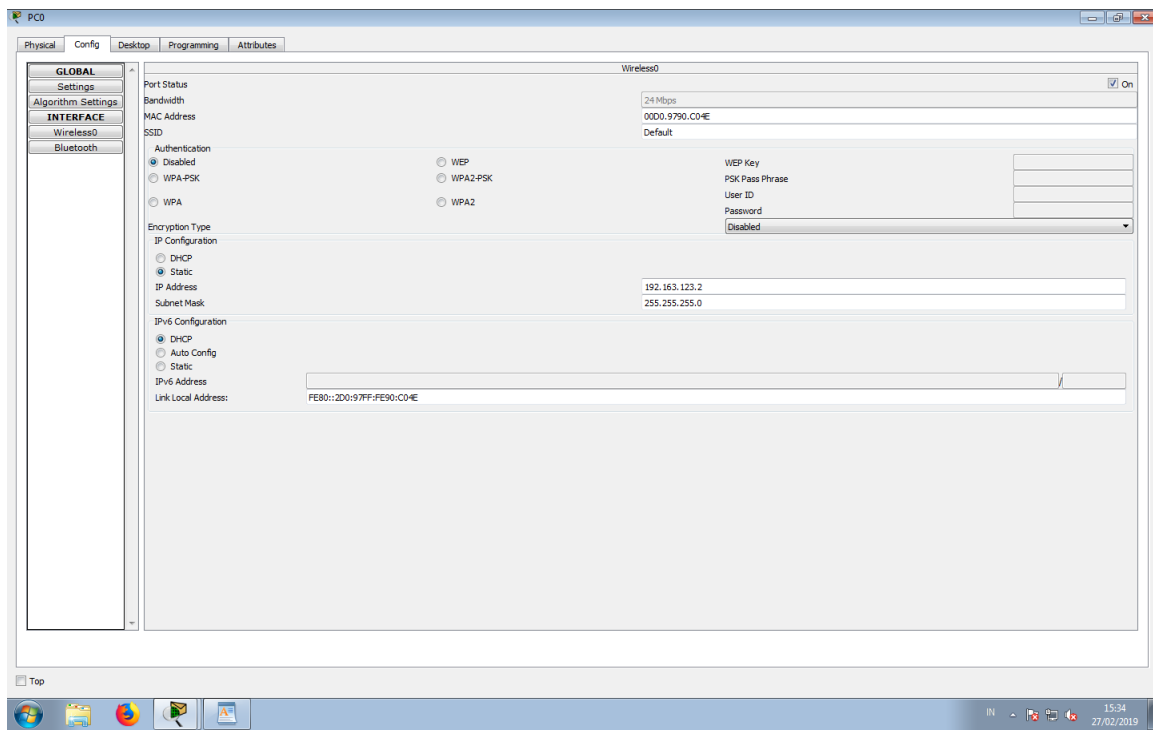 PC0
Physical Config Desktop Programming Attributes
GLOBAL
Settings
Algorithm Settings
INTERFACE
Wireless0
Bluetooth
Wireless0
Port Status On
Bandwidth 24 Mbps
MAC Address 00D0.9790.C04E
SSID Default
Authentication
Disabled WEP WEP Key
WPA-PSK WPA2-PSK PSK Pass Phrase
User ID
WPA WPA2
Password
Encryption Type Disabled
IP Configuration
DHCP
Static
IP Address 192.163.123.2
Subnet Mask 255.255.255.0
IPv6 Configuration
DHCP
Auto Config
Static
IPv6 Address /
Link Local Address: FE80::2D0:97FF:FE90:C04E
Top
IN 15:34
27/02/2019